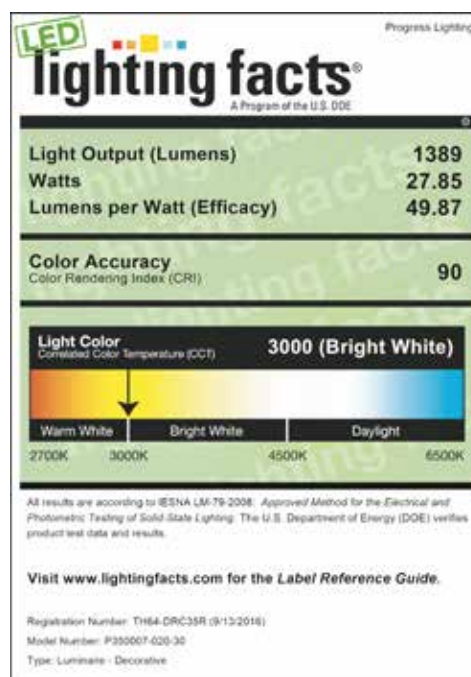 Progress Lighting
LED
lighting facts®
A Program of the U.S. DOE
Light Output (Lumens) 1389
Watts 27.85
Lumens per Watt (Efficacy) 49.87
Color Accuracy
Color Rendering Index (CRI) 90
Light Color
Correlated Color Temperature (CCT) 3000 (Bright White)
Warm White Bright White Daylight
2700K 3000K 4500K 6500K
All results are according to IESNA LM-79-2008: Approved Method for the Electrical and
Photometric Testing of Solid-State Lighting. The U.S. Department of Energy (DOE) verifies
product test data and results.
Visit www.lightingfacts.com for the Label Reference Guide.
Registration Number: TH64-DRC35R (9/13/2016)
Model Number: P350007-020-30
Type: Luminaire - Decorative